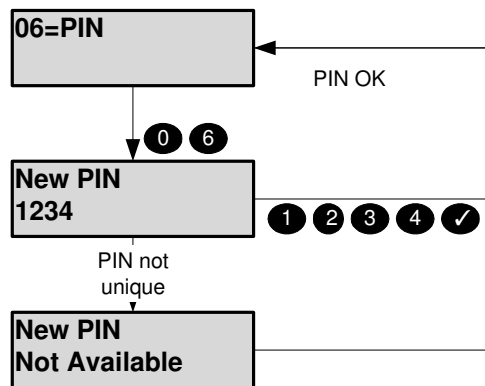 06=PIN
PIN OK
0 6
New PIN
1234
1 2 3 4 ✓
PIN not
unique
New PIN
Not Available